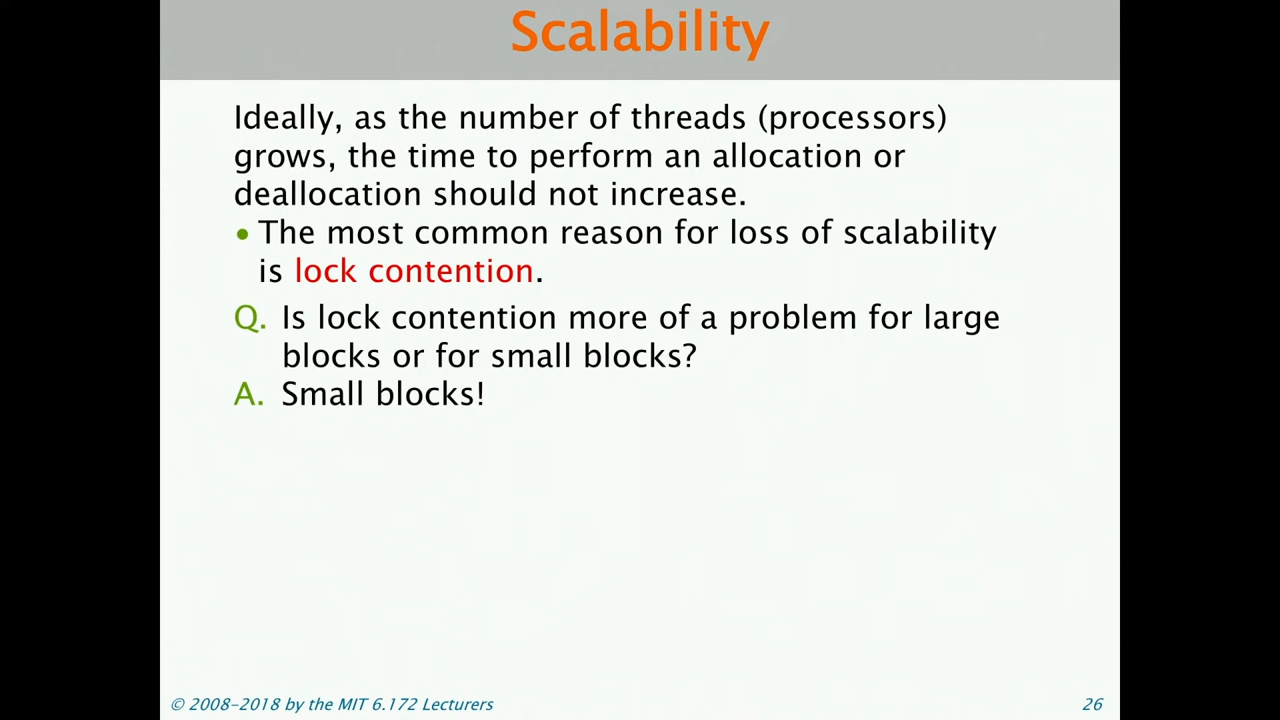 Scalability
Ideally, as the number of threads (processors)
grows, the time to perform an allocation or
deallocation should not increase.
• The most common reason for loss of scalability
is lock contention.
Q. Is lock contention more of a problem for large
blocks or for small blocks?
A. Small blocks!
© 2008–2018 by the MIT 6.172 Lecturers
26